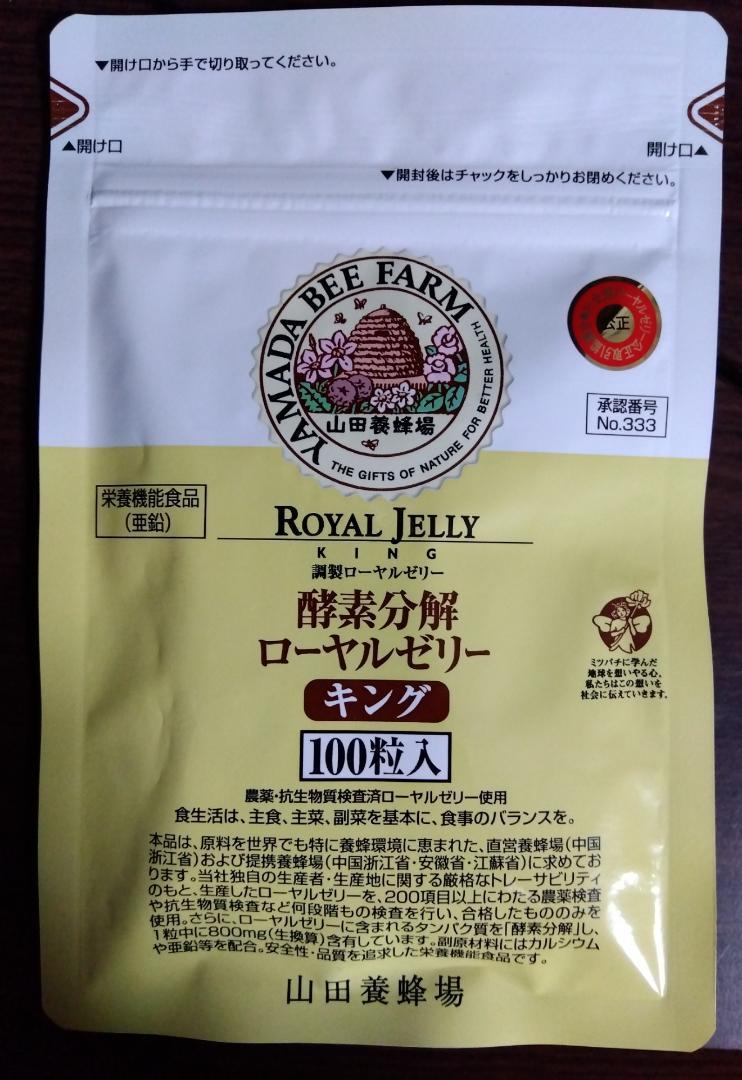 ▼開け口から手で切り取ってください。
▲開け口
開け口▲
▼開封後はチャックをしっかりお閉めください。
YAMADA BEE FARM
山田養蜂場
THE GIFTS OF NATURE FOR BETTER HEALTH
公正
承認番号
No.333
栄養機能食品
(亜鉛)
ROYAL JELLY
KING
調製ローヤルゼリー
酵素分解
ローヤルゼリー
キング
100粒入
ミツバチに学んだ
地球を想いやる心。
私たちはこの想いを
社会に伝えていきます。
農薬・抗生物質検査済ローヤルゼリー使用
食生活は、主食、主菜、副菜を基本に、食事のバランスを。
本品は、原料を世界でも特に養蜂環境に恵まれた、直営養蜂場(中国
浙江省)および提携養蜂場(中国浙江省・安徽省・江蘇省)に求めてお
ります。当社独自の生産者・生産地に関する厳格なトレーサビリティ
のもと、生産したローヤルゼリーを、200項目以上にわたる農薬検査
や抗生物質検査など何段階もの検査を行い、合格したもののみを
使用。さらに、ローヤルゼリーに含まれるタンパク質を「酵素分解」し、
1粒中に800mg(生換算)含有しています。副原材料にはカルシウム
や亜鉛等を配合。安全性・品質を追求した栄養機能食品です。
山田養蜂場